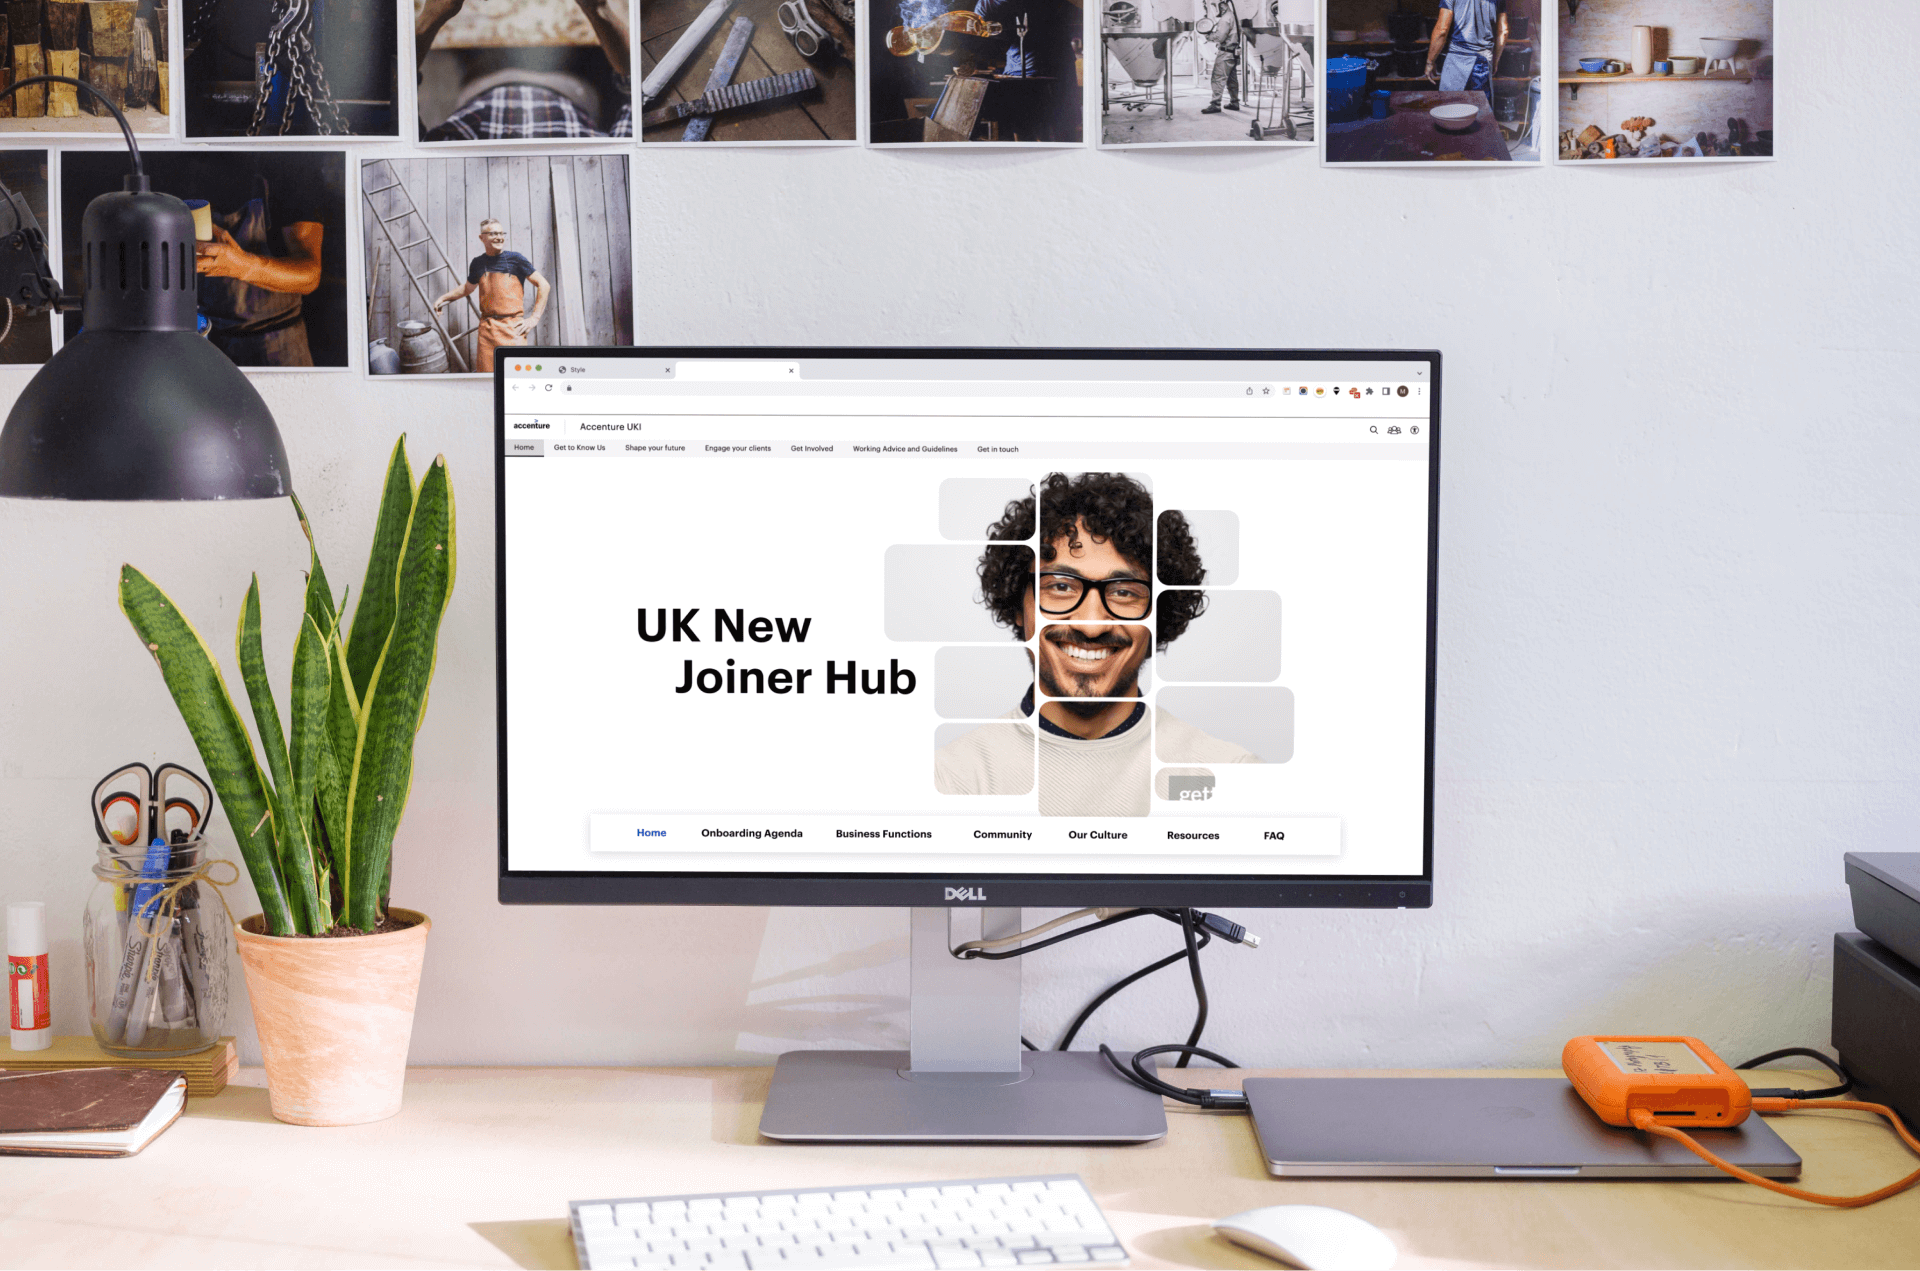 Style
M
accenture
Accenture UKI
Home Get to Know Us Shape your future Engage your clients Get Involved Working Advice and Guidelines Get in touch
UK New
Joiner Hub
gett
Home Onboarding Agenda Business Functions Community Our Culture Resources FAQ
DELL
Sharpie